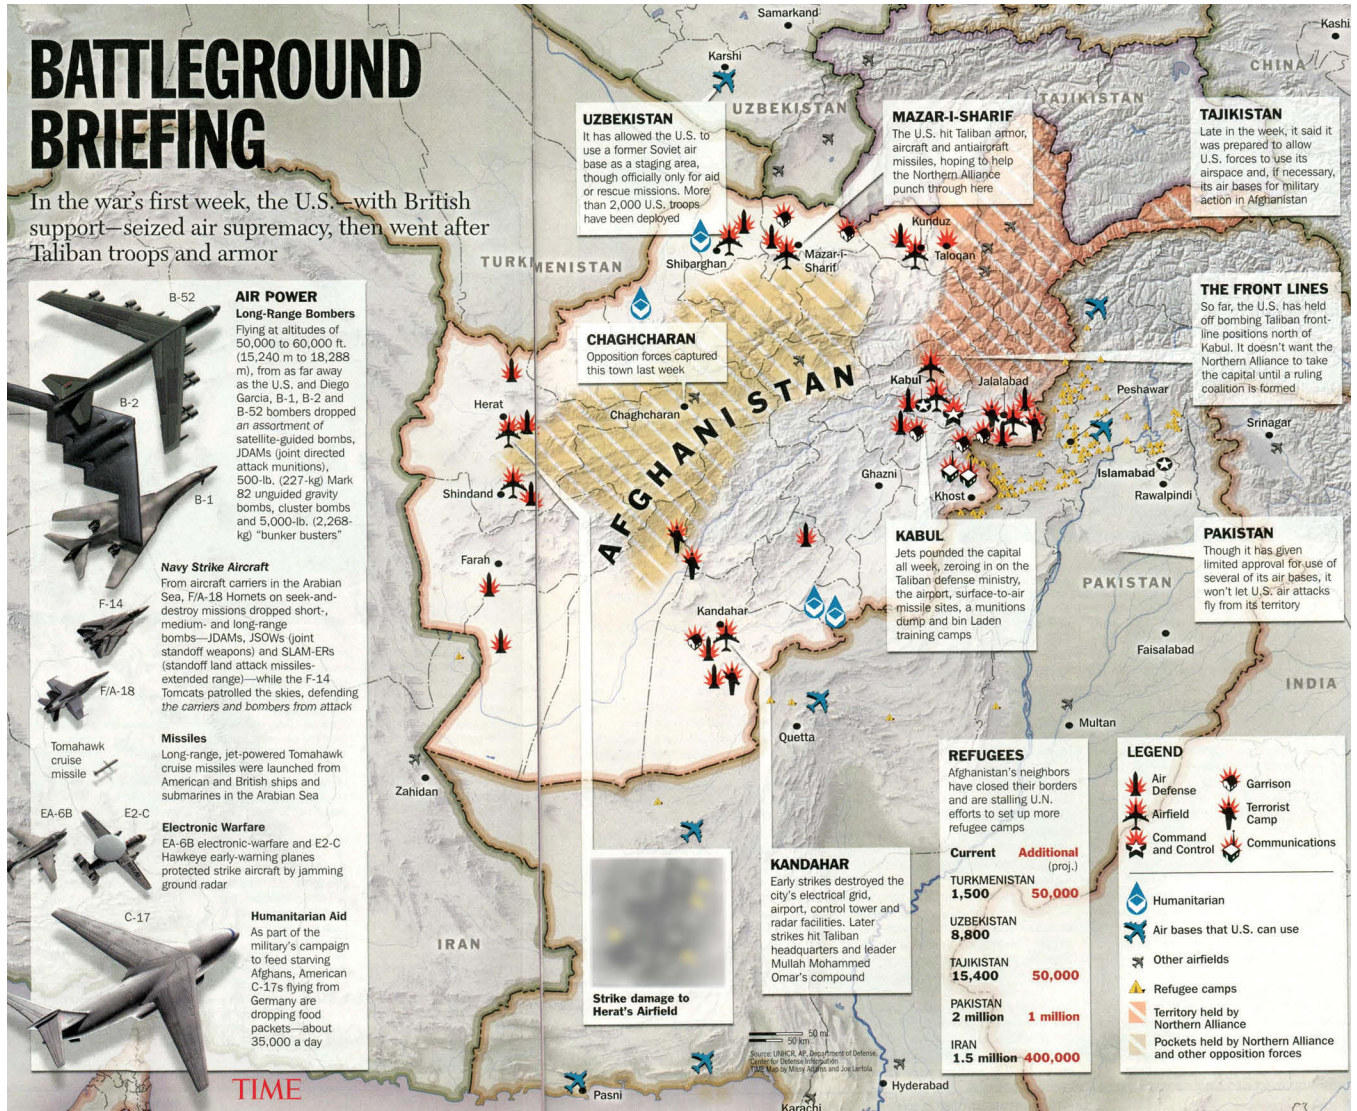 BATTLEGROUND
BRIEFING
In the war's first week, the U.S.—with British
support—seized air supremacy, then went after
Taliban troops and armor
B-52
B-2
B-1
AIR POWER
Long-Range Bombers
Flying at altitudes of
50,000 to 60,000 ft.
(15,240 m to 18,288
m), from as far away
as the U.S. and Diego
Garcia, B-1, B-2 and
B-52 bombers dropped
an assortment of
satellite-guided bombs,
JDAMs (joint directed
attack munitions),
500-lb. (227-kg) Mark
82 unguided gravity
bombs, cluster bombs
and 5,000-lb. (2,268-
kg) "bunker busters"
Navy Strike Aircraft
From aircraft carriers in the Arabian
Sea, F/A-18 Hornets on seek-and-
destroy missions dropped short-,
medium- and long-range
bombs—JDAMs, JSOWs (joint
standoff weapons) and SLAM-ERs
(standoff land attack missiles-
extended range)—while the F-14
Tomcats patrolled the skies, defending
the carriers and bombers from attack
F-14
F/A-18
Missiles
Long-range, jet-powered Tomahawk
cruise missiles were launched from
American and British ships and
submarines in the Arabian Sea
Tomahawk
cruise
missile
Electronic Warfare
EA-6B electronic-warfare and E2-C
Hawkeye early-warning planes
protected strike aircraft by jamming
ground radar
EA-6B
E2-C
C-17
Humanitarian Aid
As part of the
military's campaign
to feed starving
Afghans, American
C-17s flying from
Germany are
dropping food
packets—about
35,000 a day
TIME
Samarkand
Karshi
Kashi
CHINA
UZBEKISTAN
TAJIKISTAN
TURKMENISTAN
UZBEKISTAN
It has allowed the U.S. to
use a former Soviet air
base as a staging area,
though officially only for aid
or rescue missions. More
than 2,000 U.S. troops
have been deployed
MAZAR-I-SHARIF
The U.S. hit Taliban armor,
aircraft and antiaircraft
missiles, hoping to help
the Northern Alliance
punch through here
TAJIKISTAN
Late in the week, it said it
was prepared to allow
U.S. forces to use its
airspace and, if necessary,
its air bases for military
action in Afghanistan
Shibarghan
Mazar-i-
Sharif
Kunduz
Taloqan
THE FRONT LINES
So far, the U.S. has held
off bombing Taliban front-
line positions north of
Kabul. It doesn't want the
Northern Alliance to take
the capital until a ruling
coalition is formed
CHAGHCHARAN
Opposition forces captured
this town last week
Chaghcharan
AFGHANISTAN
Herat
Shindand
Farah
Kabul
Jalalabad
Peshawar
Srinagar
Ghazni
Khost
Islamabad
Rawalpindi
KABUL
Jets pounded the capital
all week, zeroing in on the
Taliban defense ministry,
the airport, surface-to-air
missile sites, a munitions
dump and bin Laden
training camps
PAKISTAN
PAKISTAN
Though it has given
limited approval for use of
several of its air bases, it
won't let U.S. air attacks
fly from its territory
Kandahar
Faisalabad
INDIA
Multan
Quetta
Zahidan
IRAN
Strike damage to
Herat's Airfield
KANDAHAR
Early strikes destroyed the
city's electrical grid,
airport, control tower and
radar facilities. Later
strikes hit Taliban
headquarters and leader
Mullah Mohammed
Omar's compound
REFUGEES
Afghanistan's neighbors
have closed their borders
and are stalling U.N.
efforts to set up more
refugee camps
Current Additional
(proj.)
TURKMENISTAN
1,500 50,000
UZBEKISTAN
8,800
TAJIKISTAN
15,400 50,000
PAKISTAN
2 million 1 million
IRAN
1.5 million 400,000
LEGEND
Air
Defense
Garrison
Airfield
Terrorist
Camp
Command
and Control
Communications
Humanitarian
Air bases that U.S. can use
Other airfields
Refugee camps
Territory held by
Northern Alliance
Pockets held by Northern Alliance
and other opposition forces
50 mi.
50 km
Source: UNHCR, AP, Department of Defense,
Center for Defense Information
TIME Map by Missy Adams and Joe Lertola
Pasni
Karachi
Hyderabad